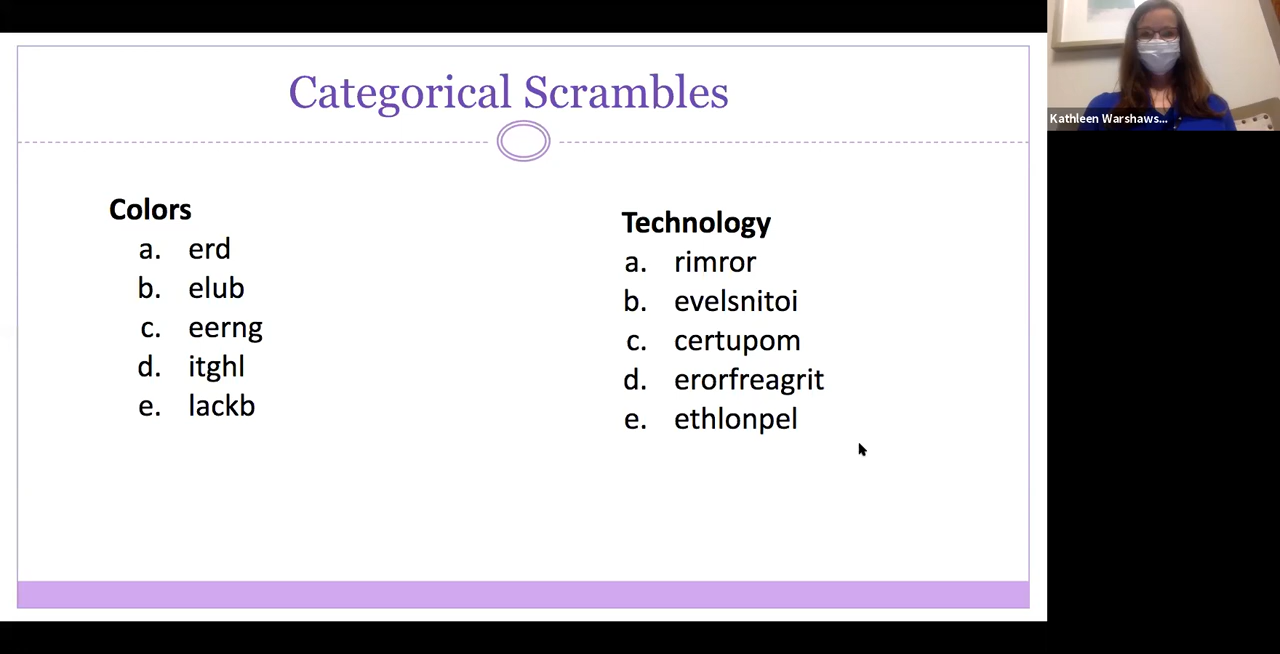 Categorical Scrambles
Kathleen Warshaws...
Colors
a. erd
b. elub
c. eerng
d. itghl
e. lackb
Technology
a. rimror
b. evelsnitoi
c. certupom
d. erorfreagrit
e. ethlonpel